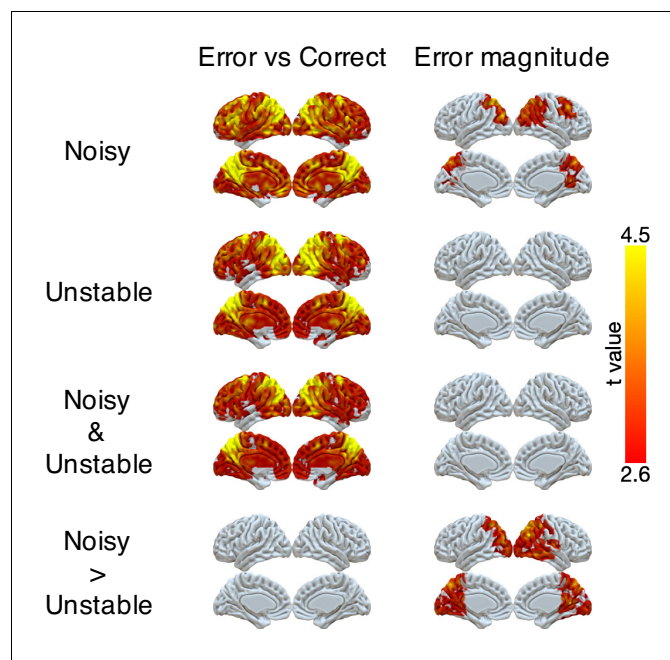 Error vs Correct
Error magnitude
Noisy
Unstable
Noisy
&
Unstable
Noisy
>
Unstable
4.5
t value
2.6